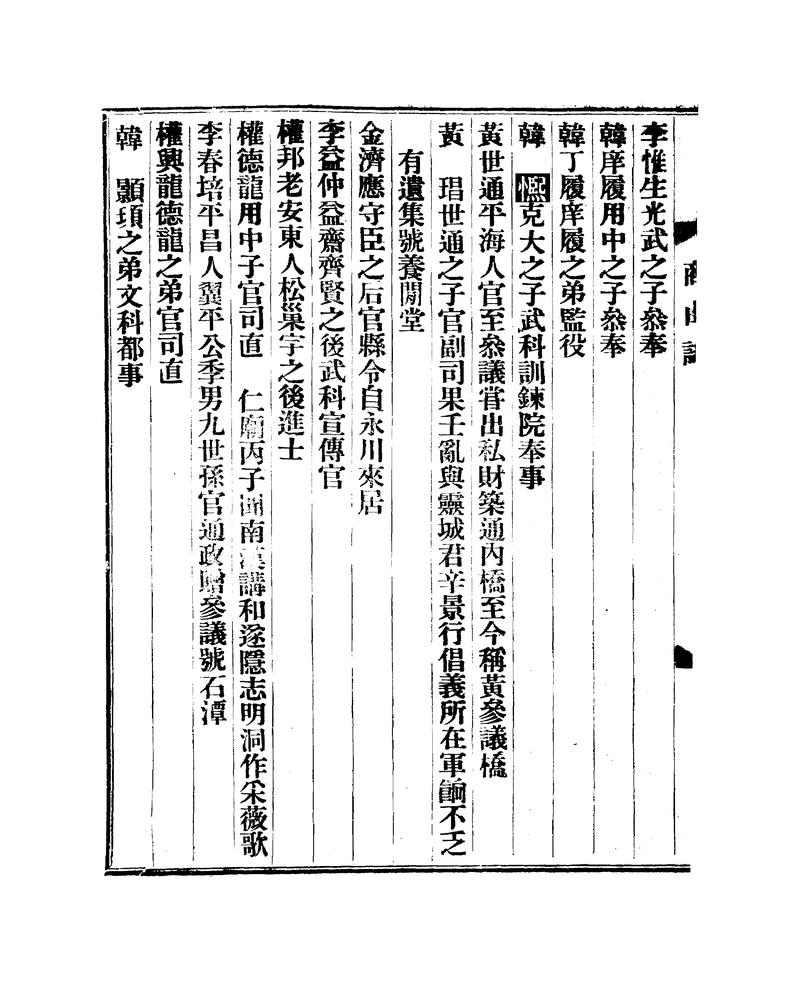 商山誌
李惟生光武之子叅奉
韓庠履用中之子叅奉
韓丁履庠履之弟監役
韓 熈克大之子武科訓鍊院奉事
黃世通平海人官至叅議甞出私財築通內橋至今稱黃參議橋
黃 琩世通之子官副司果壬亂與靈城君辛景行倡義所在軍餉不乏
有遺集號養閒堂
金濟應守臣之后官縣令自永川來居
李益仲益齋齊賢之後武科宣傳官
權邦老安東人松巢宇之後進士
權德龍用中子官司直 仁廟丙子 南漢講和遂隱志明洞作采薇歌
李春培平昌人翼平公季男九世孫官通政贈參議號石潭
權興龍德龍之弟官司直
韓 顥頊之弟文科都事